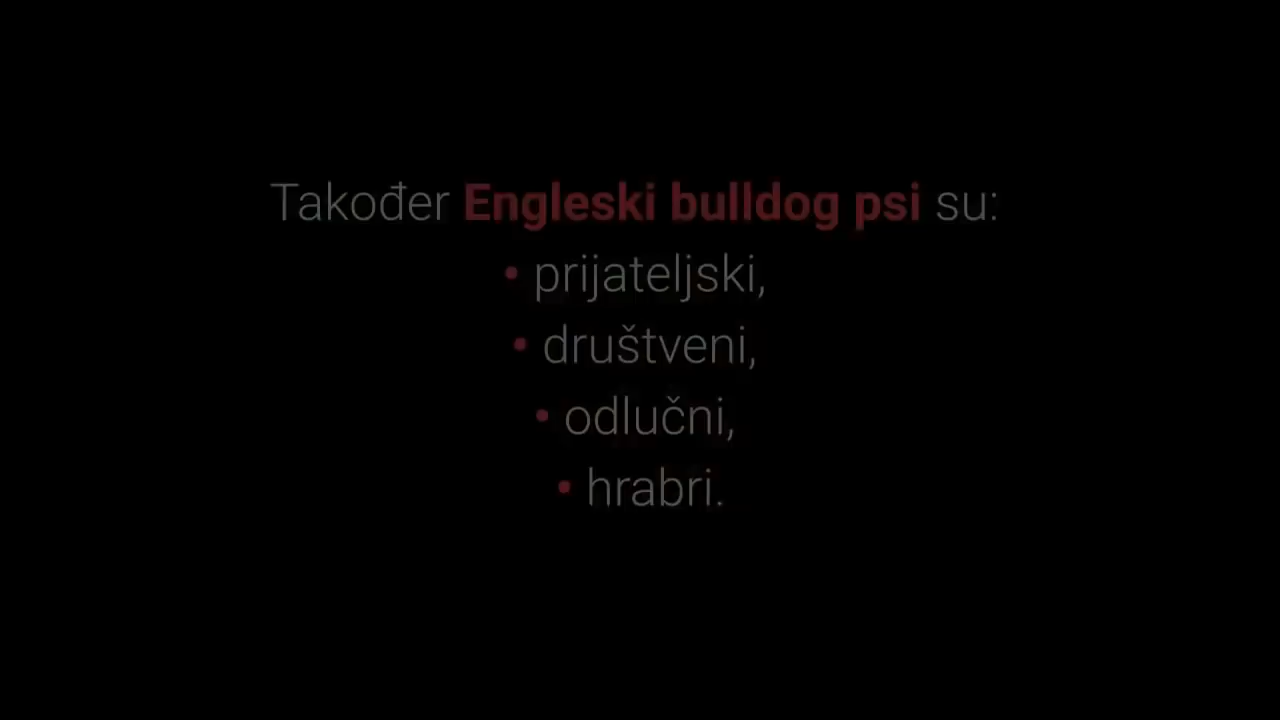 Također Engleski bulldog psi su:
• prijateljski,
• društveni,
• odlučni,
• hrabri.